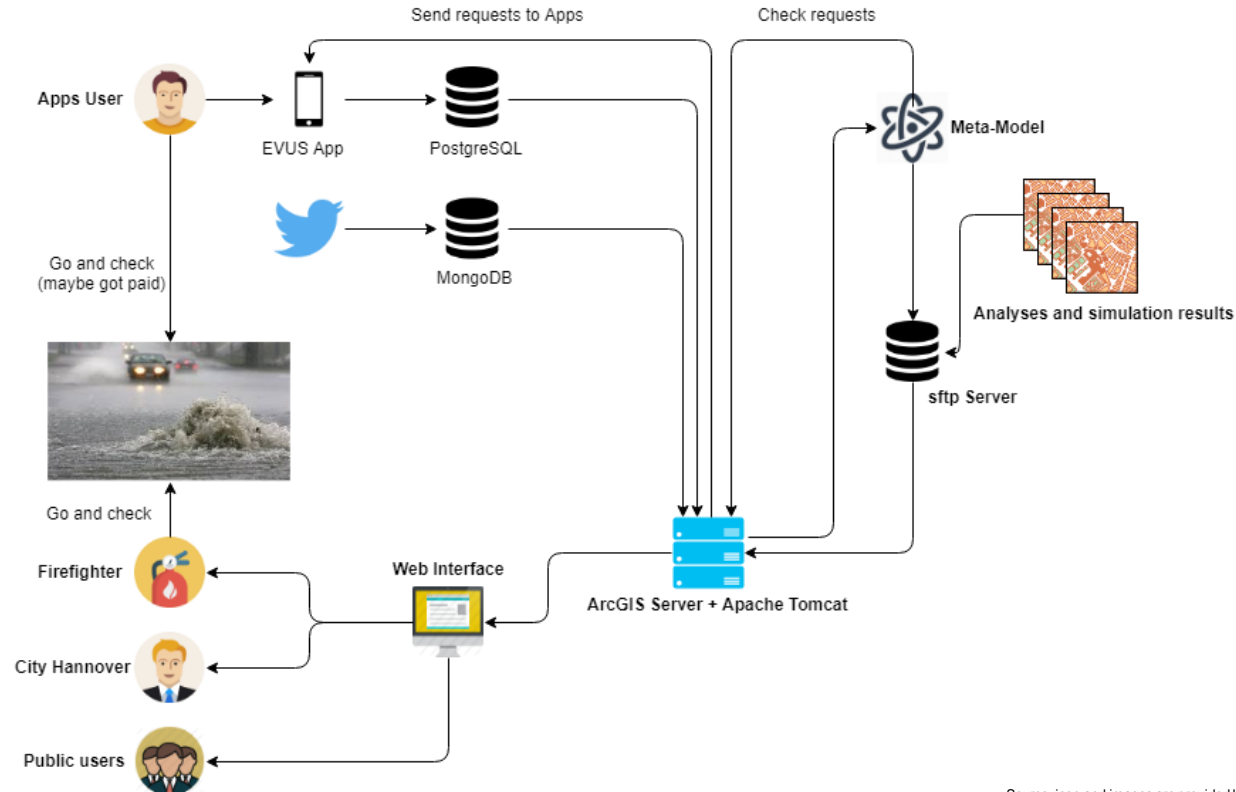 Send requests to Apps
Check requests
Apps User
EVUS App
PostgreSQL
Meta-Model
MongoDB
Go and check
(maybe got paid)
Analyses and simulation results
sftp Server
Go and check
Firefighter
Web Interface
ArcGIS Server + Apache Tomcat
City Hannover
Public users